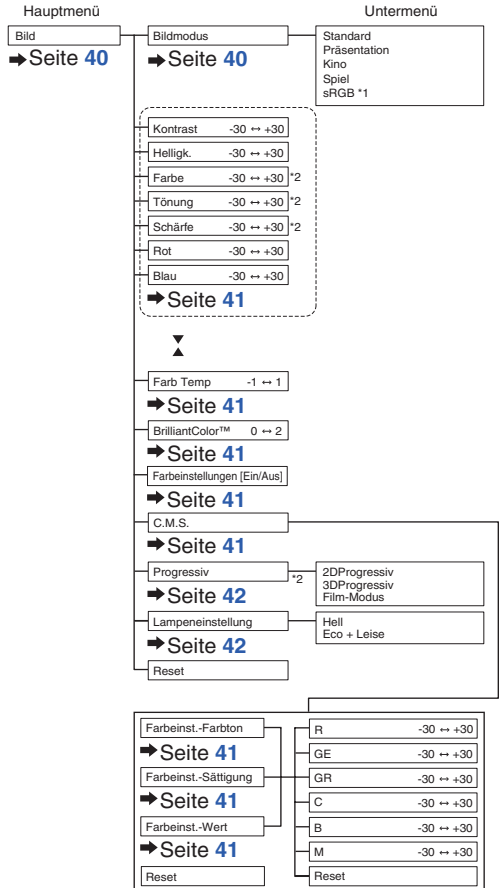 Hauptmenü Untermenü
Bild Bildmodus Standard
➡Seite 40 ➡Seite 40 Präsentation
Kino
Spiel
sRGB *1
Kontrast -30 ↔ +30
Helligk. -30 ↔ +30
Farbe -30 ↔ +30 *2
Tönung -30 ↔ +30 *2
Schärfe -30 ↔ +30 *2
Rot -30 ↔ +30
Blau -30 ↔ +30
➡Seite 41
Farb Temp -1 ↔ 1
➡Seite 41
BrilliantColor™ 0 ↔ 2
➡Seite 41
Farbeinstellungen [Ein/Aus]
➡Seite 41
C.M.S.
➡Seite 41
Progressiv *2 2DProgressiv
➡Seite 42 3DProgressiv
Film-Modus
Lampeneinstellung Hell
➡Seite 42 Eco + Leise
Reset
Farbeinst.-Farbton R -30 ↔ +30
➡Seite 41 GE -30 ↔ +30
Farbeinst.-Sättigung GR -30 ↔ +30
➡Seite 41 C -30 ↔ +30
Farbeinst.-Wert B -30 ↔ +30
➡Seite 41 M -30 ↔ +30
Reset Reset